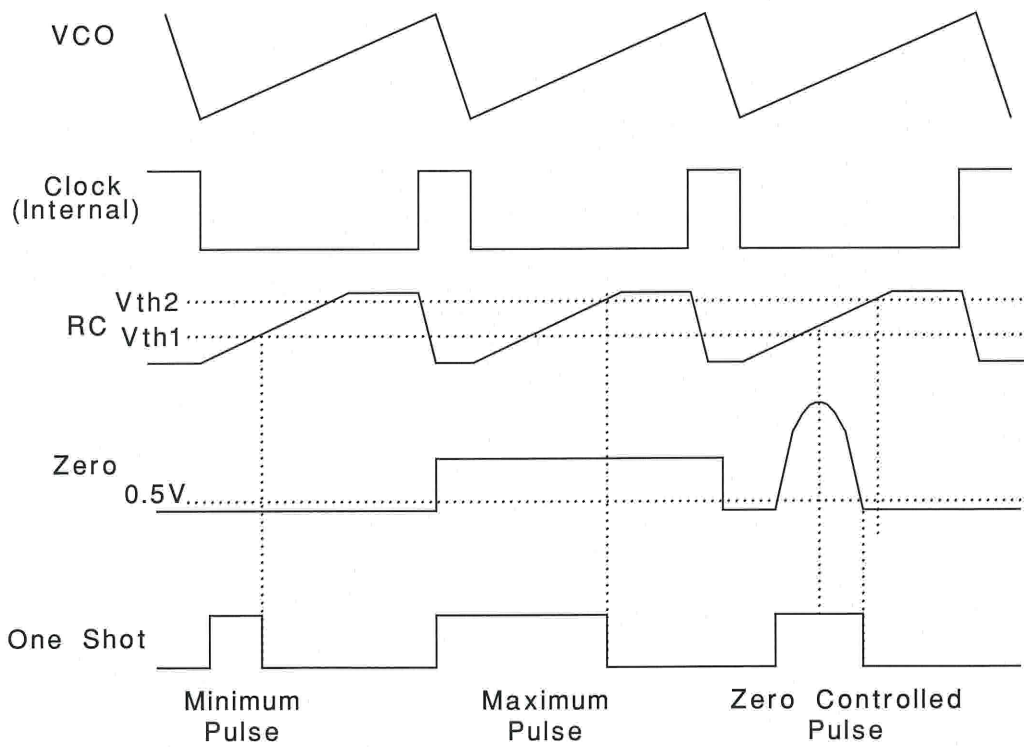 VCO
Clock
(Internal)
Vth2
RC
Vth1
Zero
0.5V
One Shot
Minimum
Pulse
Maximum
Pulse
Zero Controlled
Pulse